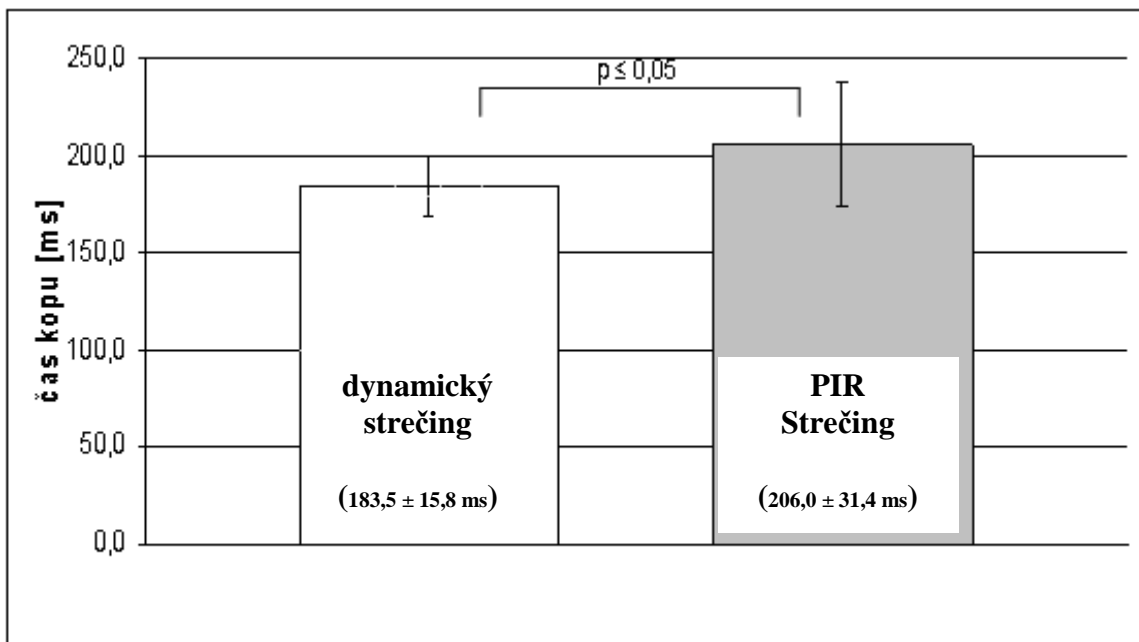 250,0
p ≤ 0,05
200,0
150,0
100,0
50,0
0,0
čas kopu [ms]
dynamický
strečing
(183,5 ± 15,8 ms)
PIR
Strečing
(206,0 ± 31,4 ms)